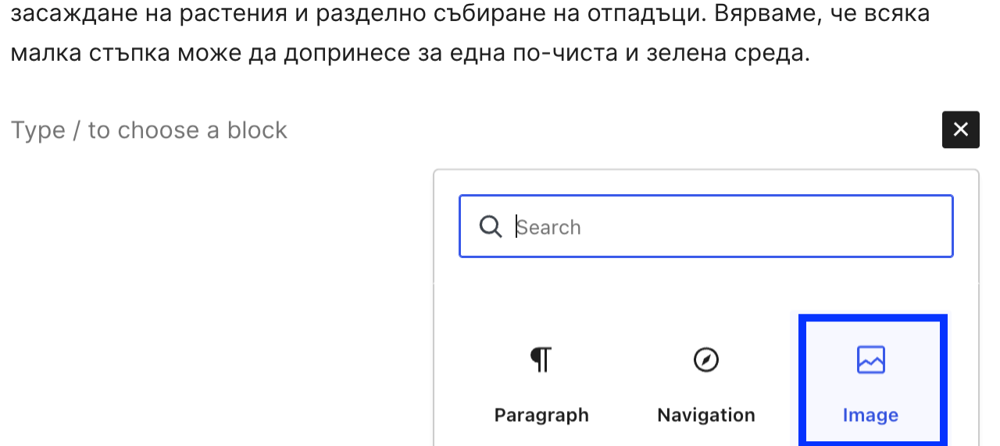 засаждане на растения и разделно събиране на отпадъци. Вярваме, че всяка
малка стъпка може да допринесе за една по-чиста и зелена среда.
Type / to choose a block
Search
Paragraph Navigation Image